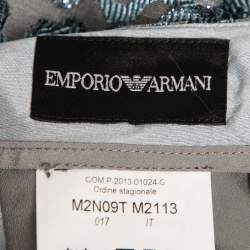 EMPORIO ARMANI
COM.P-2013-01024-G
Ordine stagionale
M2N09T M2113
017 IT